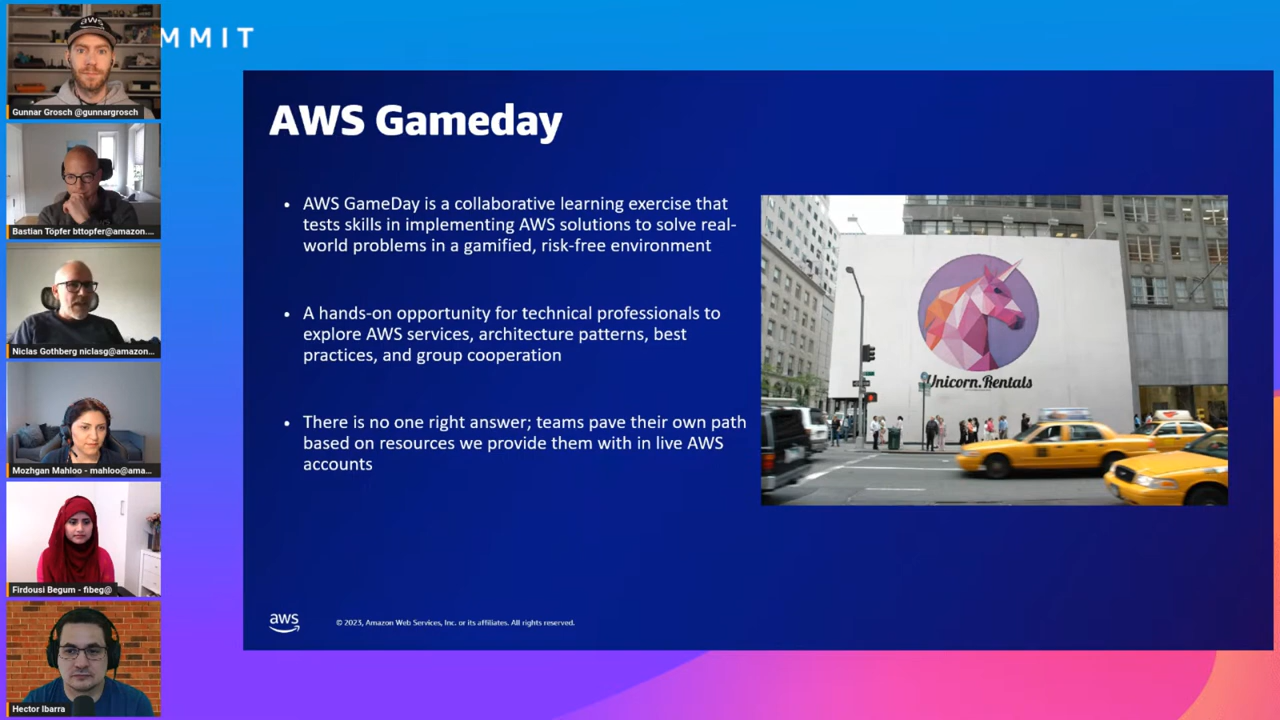 aws
MMIT
Gunnar Grosch @gunnargrosch
Bastian Töpfer bttopfer@amazon....
Niclas Gothberg niclasg@amazon...
Mozhgan Mahloo - mahloo@ama...
Firdousi Begum - fibeg@
Hector Ibarra
AWS Gameday
• AWS GameDay is a collaborative learning exercise that
tests skills in implementing AWS solutions to solve real-
world problems in a gamified, risk-free environment
• A hands-on opportunity for technical professionals to
explore AWS services, architecture patterns, best
practices, and group cooperation
• There is no one right answer; teams pave their own path
based on resources we provide them with in live AWS
accounts
Unicorn.Rentals
aws
© 2023, Amazon Web Services, Inc. or its affiliates. All rights reserved.